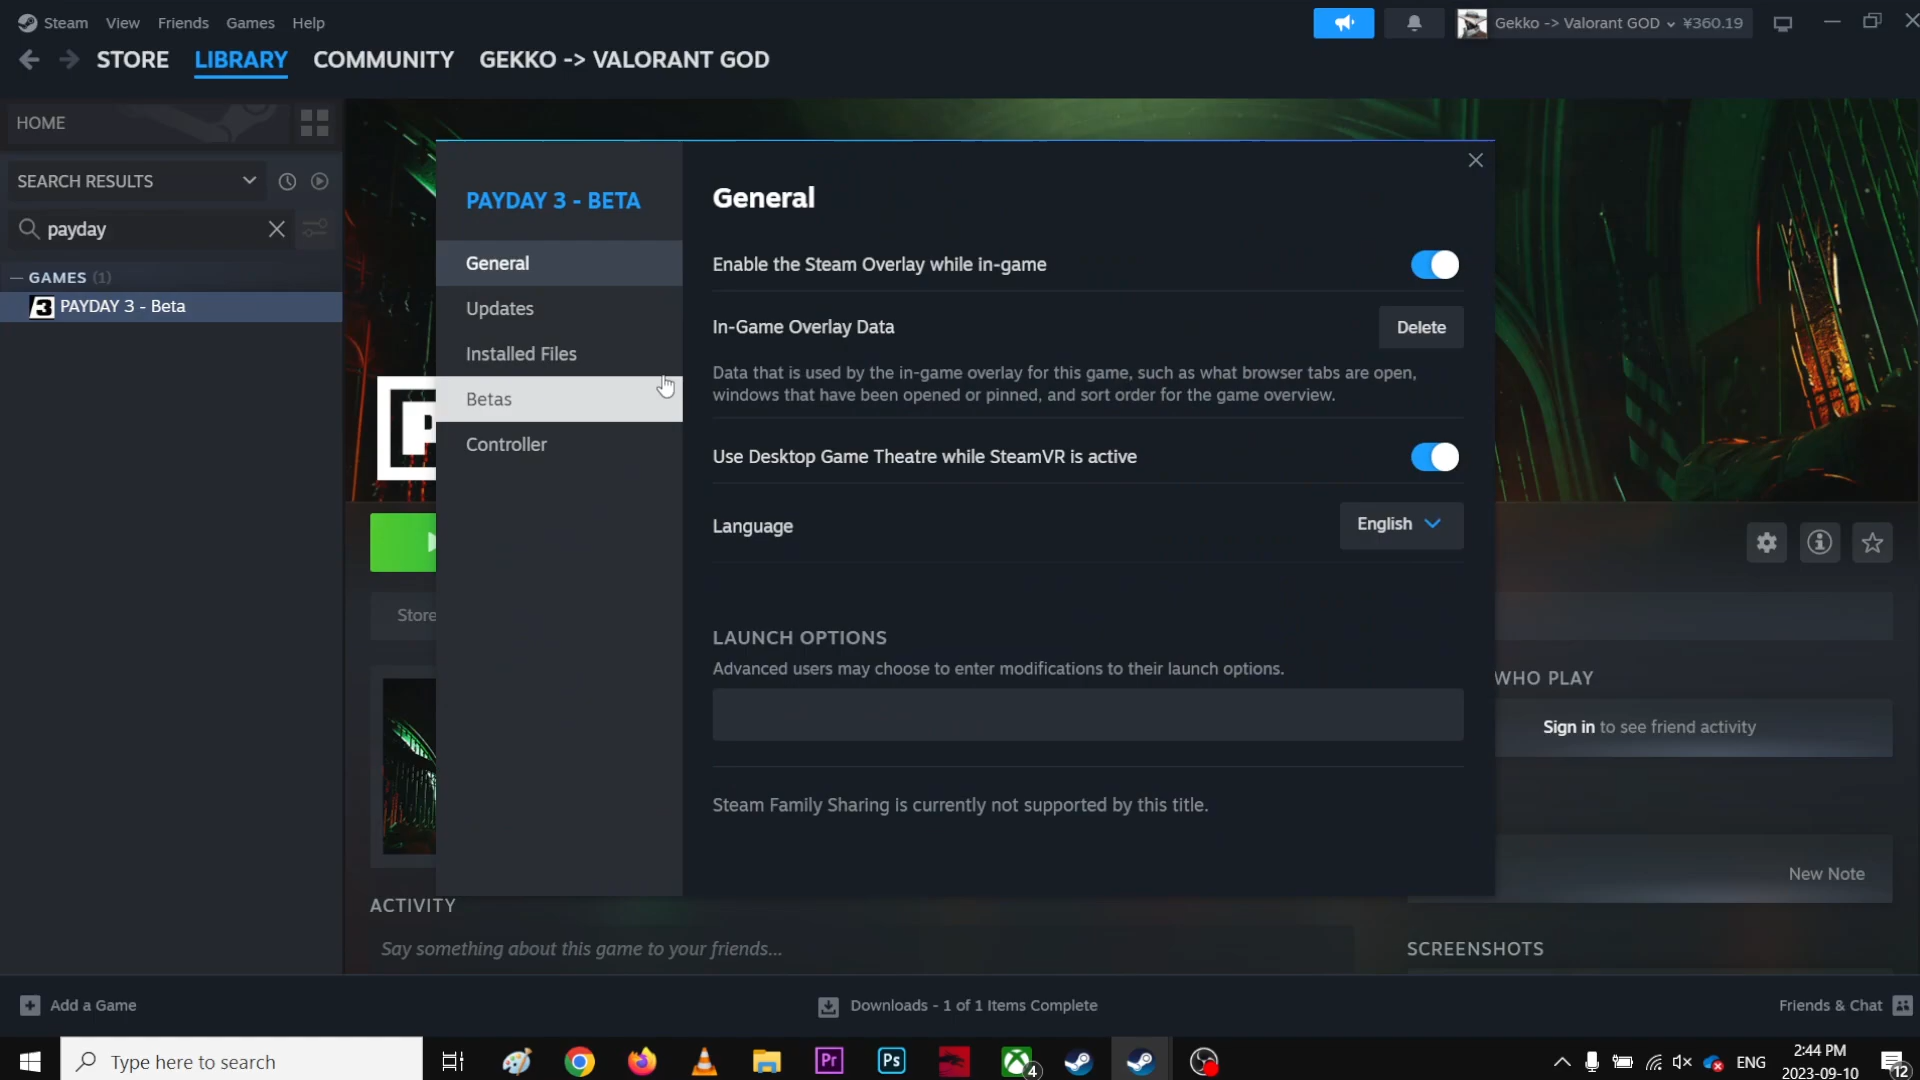 Steam View Friends Games Help
Gekko -> Valorant GOD ¥360.19
STORE LIBRARY COMMUNITY GEKKO -> VALORANT GOD
HOME
SEARCH RESULTS
payday
GAMES (1)
PAYDAY 3 - Beta
PAYDAY 3 - BETA
General
Updates
Installed Files
Betas
Controller
General
Enable the Steam Overlay while in-game
In-Game Overlay Data
Delete
Data that is used by the in-game overlay for this game, such as what browser tabs are open,
windows that have been opened or pinned, and sort order for the game overview.
Use Desktop Game Theatre while SteamVR is active
Language
English
LAUNCH OPTIONS
Advanced users may choose to enter modifications to their launch options.
Steam Family Sharing is currently not supported by this title.
Store
WHO PLAY
Sign in to see friend activity
New Note
ACTIVITY
Say something about this game to your friends...
SCREENSHOTS
Add a Game
Downloads - 1 of 1 Items Complete
Friends & Chat
Type here to search
Pr
Ps
4
ENG
2:44 PM
2023-09-10
12